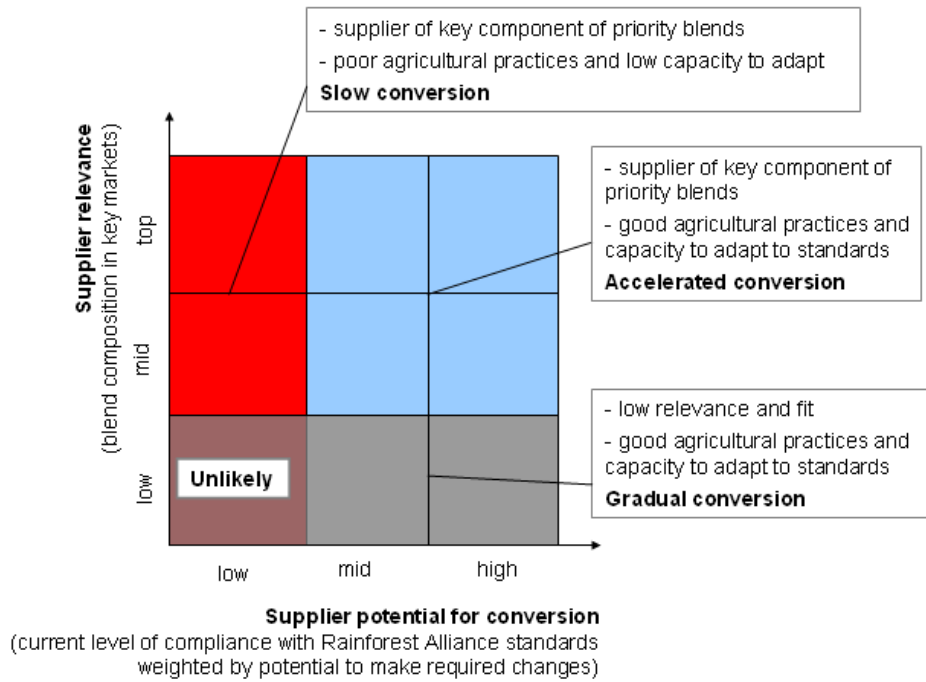 - supplier of key component of priority blends
- poor agricultural practices and low capacity to adapt
Slow conversion
- supplier of key component of
priority blends
- good agricultural practices and
capacity to adapt to standards
Accelerated conversion
- low relevance and fit
- good agricultural practices and
capacity to adapt to standards
Gradual conversion
Supplier relevance
(blend composition in key markets)
top
mid
low
Unlikely
low
mid
high
Supplier potential for conversion
(current level of compliance with Rainforest Alliance standards
weighted by potential to make required changes)